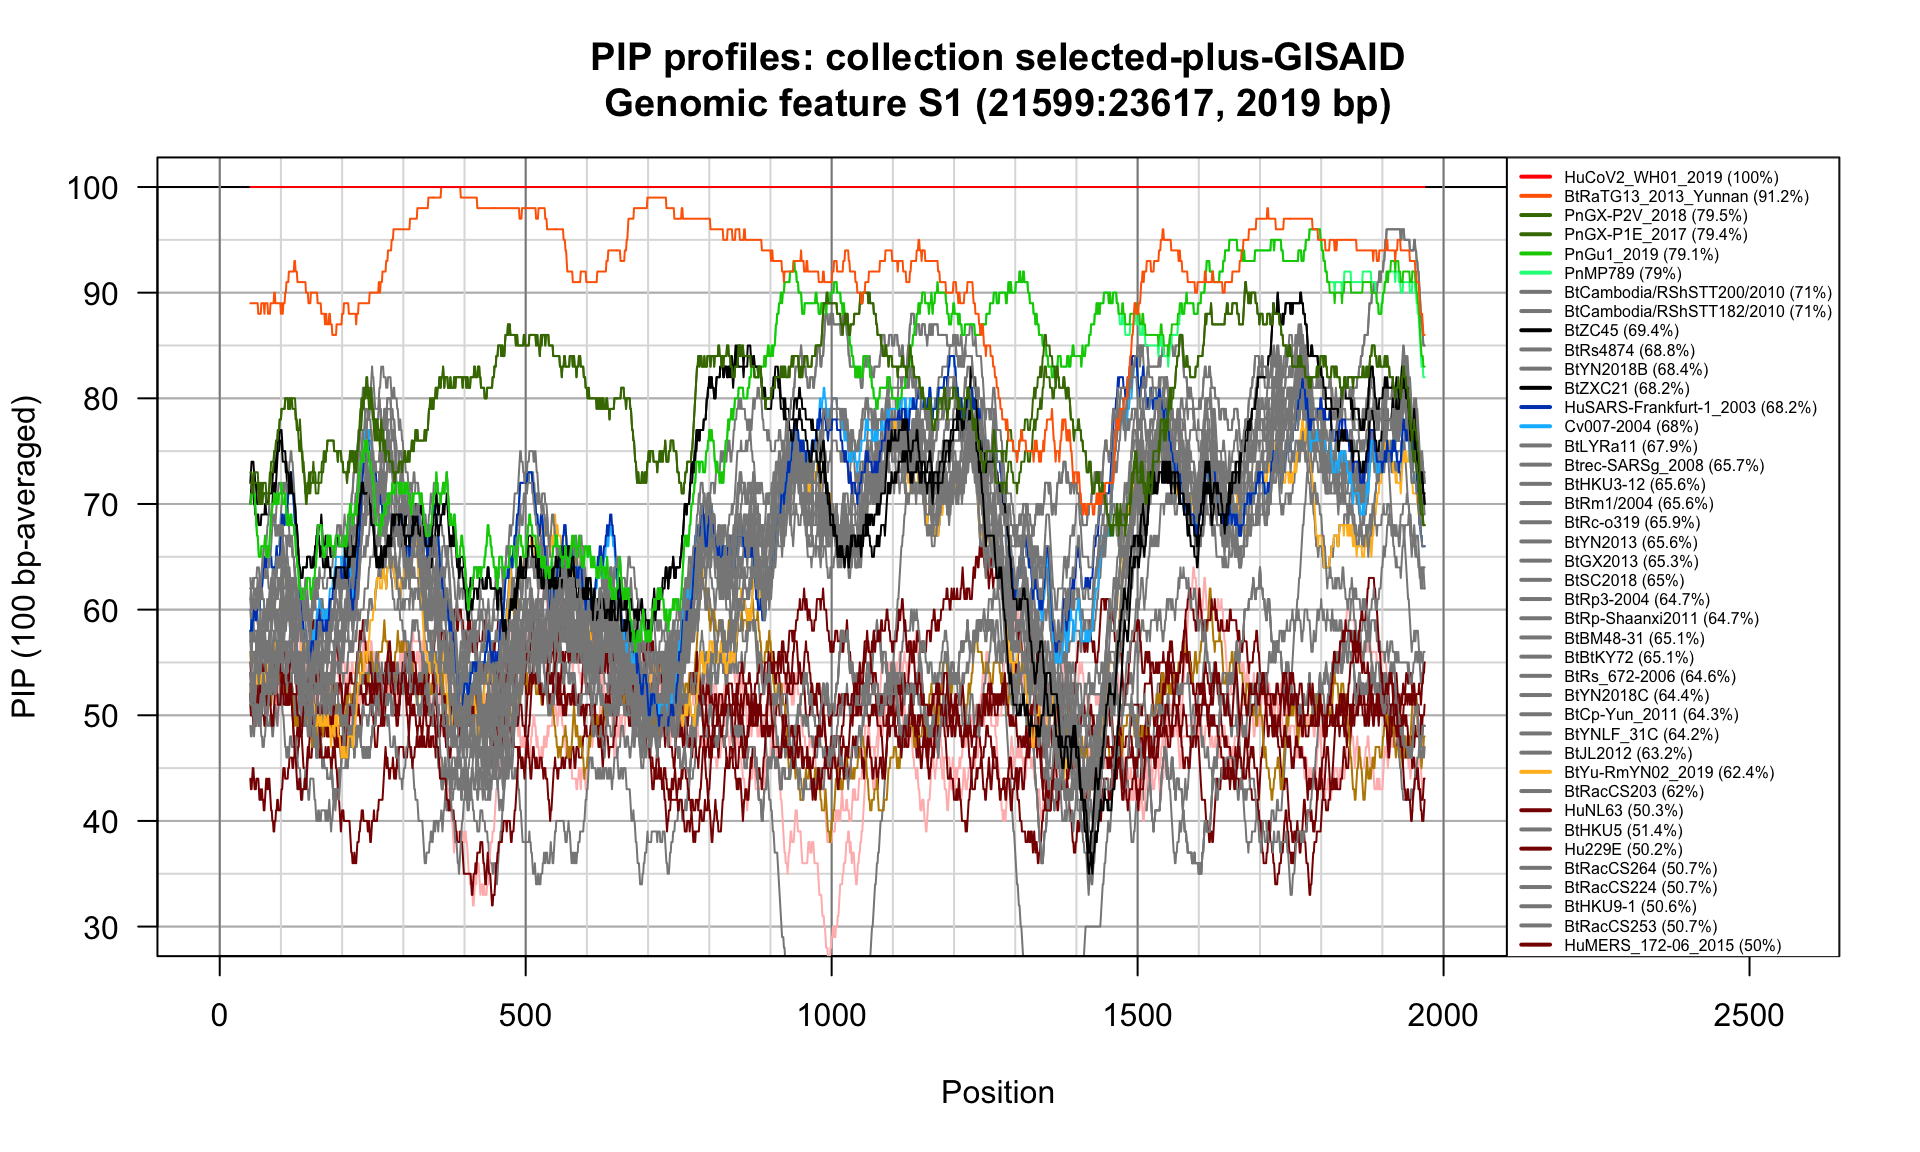 PIP profiles: collection selected-plus-GISAID
Genomic feature S1 (21599:23617, 2019 bp)
PIP (100 bp-averaged)
100
90
80
70
60
50
40
30
0
500
1000
1500
2000
2500
Position
HuCoV2_WH01_2019 (100%)
BtRaTG13_2013_Yunnan (91.2%)
PnGX-P2V_2018 (79.5%)
PnGX-P1E_2017 (79.4%)
PnGu1_2019 (79.1%)
PnMP789 (79%)
BtCambodia/RShSTT200/2010 (71%)
BtCambodia/RShSTT182/2010 (71%)
BtZC45 (69.4%)
BtRs4874 (68.8%)
BtYN2018B (68.4%)
BtZXC21 (68.2%)
HuSARS-Frankfurt-1_2003 (68.2%)
Cv007-2004 (68%)
BtLYRa11 (67.9%)
Btrec-SARSg_2008 (65.7%)
BtHKU3-12 (65.6%)
BtRm1/2004 (65.6%)
BtRc-o319 (65.9%)
BtYN2013 (65.6%)
BtGX2013 (65.3%)
BtSC2018 (65%)
BtRp3-2004 (64.7%)
BtRp-Shaanxi2011 (64.7%)
BtBM48-31 (65.1%)
BtBtKY72 (65.1%)
BtRs_672-2006 (64.6%)
BtYN2018C (64.4%)
BtCp-Yun_2011 (64.3%)
BtYNLF_31C (64.2%)
BtJL2012 (63.2%)
BtYu-RmYN02_2019 (62.4%)
BtRacCS203 (62%)
HuNL63 (50.3%)
BtHKU5 (51.4%)
Hu229E (50.2%)
BtRacCS264 (50.7%)
BtRacCS224 (50.7%)
BtHKU9-1 (50.6%)
BtRacCS253 (50.7%)
HuMERS_172-06_2015 (50%)